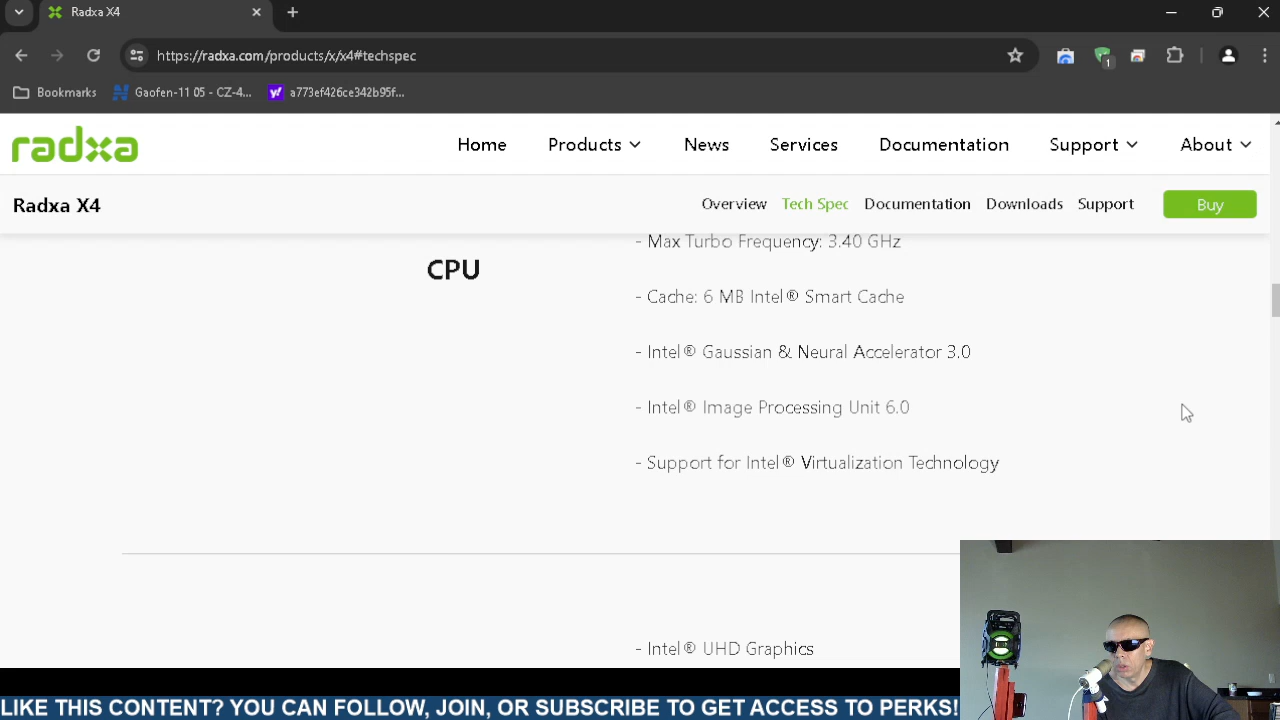 Radxa X4
https://radxa.com/products/x/x4#techspec
1
Bookmarks Gaofen-11 05 - CZ-4... a773ef426ce342b95f...
radxa Home Products News Services Documentation Support About
Radxa X4 Overview Tech Spec Documentation Downloads Support Buy
- Max Turbo Frequency: 3.40 GHz
CPU
- Cache: 6 MB Intel® Smart Cache
- Intel® Gaussian & Neural Accelerator 3.0
- Intel® Image Processing Unit 6.0
- Support for Intel® Virtualization Technology
- Intel® UHD Graphics
LIKE THIS CONTENT? YOU CAN FOLLOW, JOIN, OR SUBSCRIBE TO GET ACCESS TO PERKS!